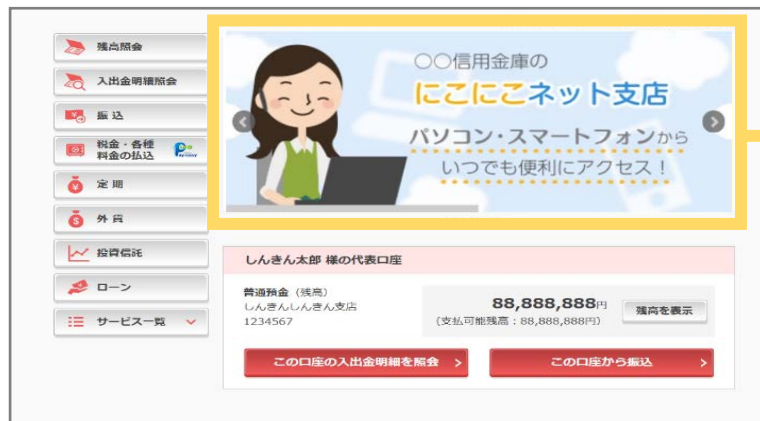 残高照会
入出金明細照会
振込
税金・各種
料金の払込
定期
外貨
投資信託
ローン
サービス一覧
〇〇信用金庫の
にこにこネット支店
パソコン・スマートフォンから
いつでも便利にアクセス！
しんきん太郎 様の代表口座
普通預金（残高）
しんきんしんきん支店
1234567
88,888,888円
（支払可能残高：88,888,888円）
残高を表示
この口座の入出金明細を照会
この口座から振込